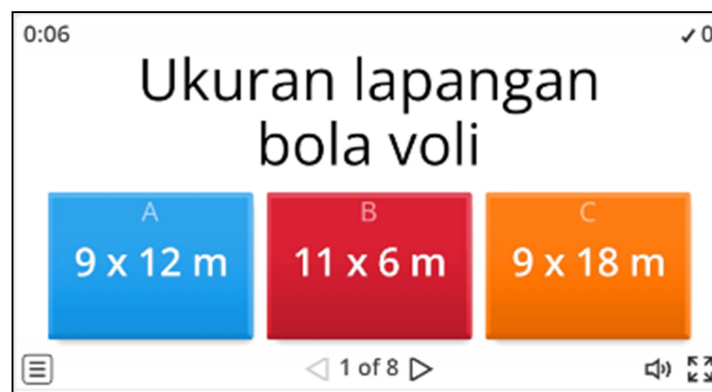 0:06 ✓ 0
Ukuran lapangan
bola voli
A B C
9 x 12 m 11 x 6 m 9 x 18 m
1 of 8